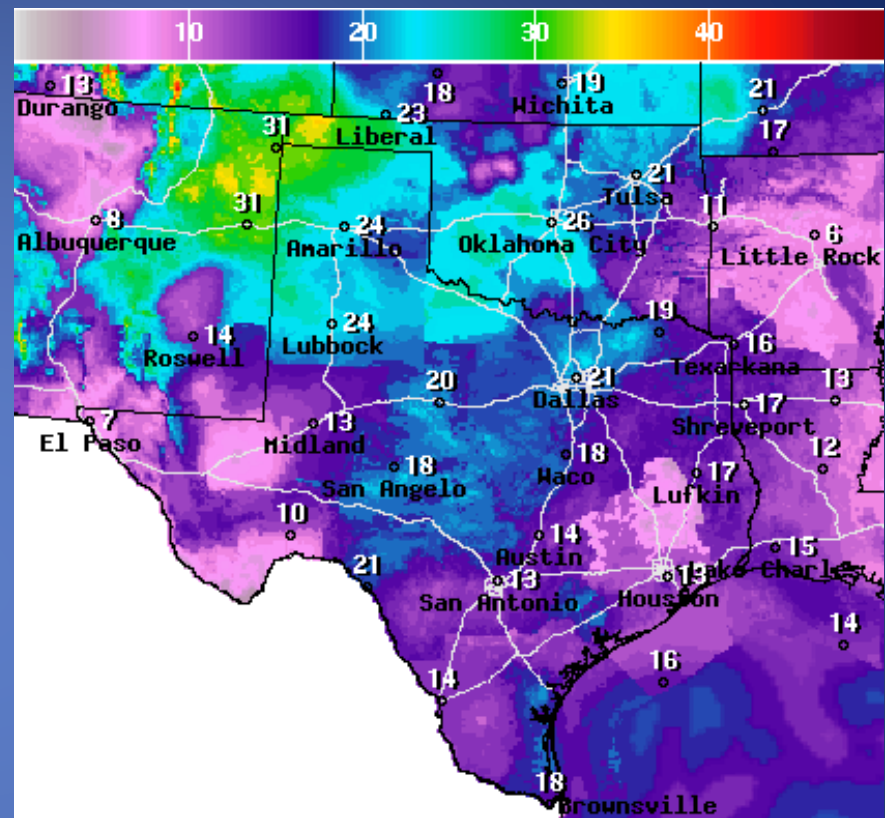 10 20 30 40
13
Durango
18
19
Wichita
21
23
Liberal
17
31
21
Tulsa
8
Albuquerque
31
24
Amarillo
26
Oklahoma City
11
6
Little Rock
14
Roswell
24
Lubbock
19
16
Texarkana
20
21
Dallas
17
Shreveport
13
7
El Paso
13
Midland
18
San Angelo
18
Waco
17
Lufkin
12
10
14
Austin
15
Lake Charles
21
13
San Antonio
13
Houston
14
16
14
18
Brownsville